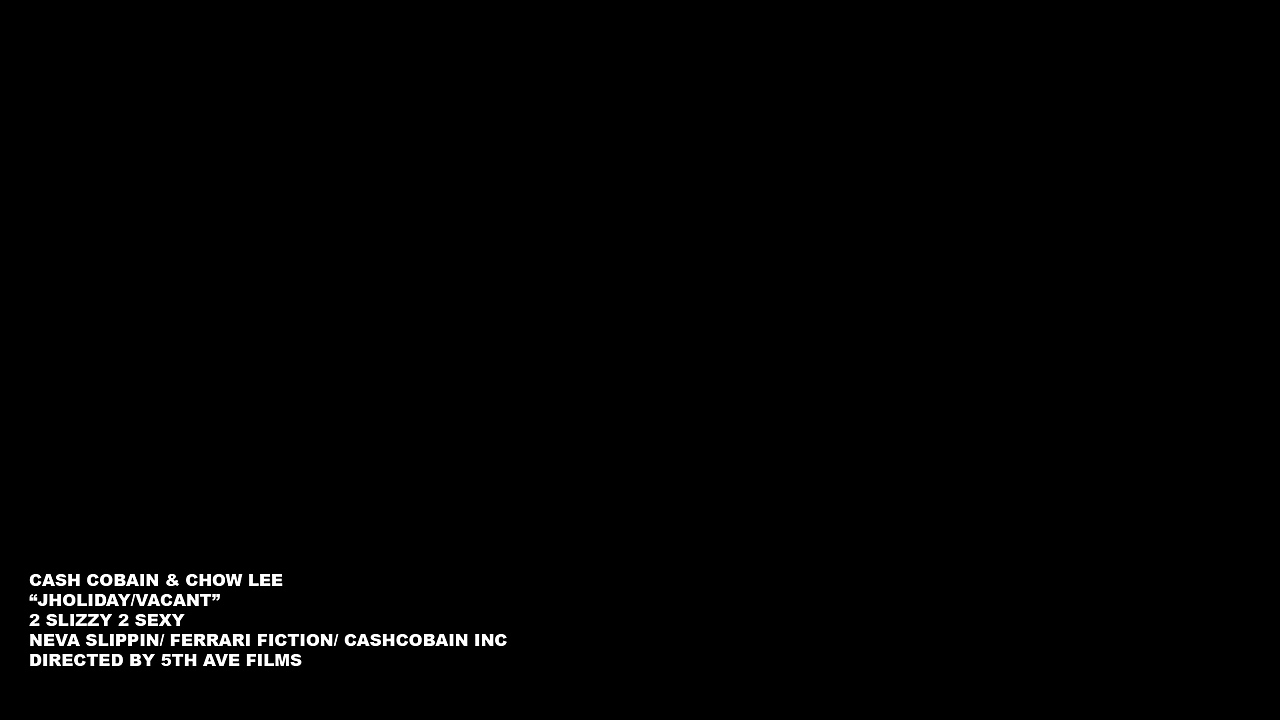 CASH COBAIN & CHOW LEE
“JHOLIDAY/VACANT”
2 SLIZZY 2 SEXY
NEVA SLIPPIN/ FERRARI FICTION/ CASHCOBAIN INC
DIRECTED BY 5TH AVE FILMS